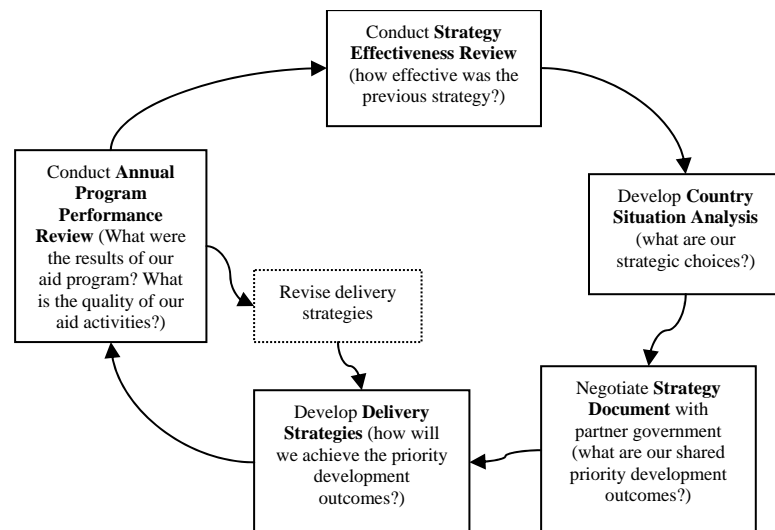 Conduct Strategy
Effectiveness Review
(how effective was the
previous strategy?)
Conduct Annual
Program
Performance
Review (What were
the results of our
aid program? What
is the quality of our
aid activities?)
Develop Country
Situation Analysis
(what are our
strategic choices?)
Revise delivery
strategies
Develop Delivery
Strategies (how will
we achieve the
priority
development
outcomes?)
Negotiate Strategy
Document with
partner government
(what are our shared
priority development
outcomes?)